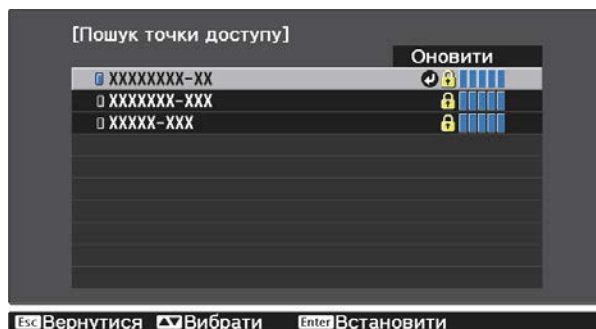 [Пошук точки доступу]
Оновити
XXXXXXXX-XX
XXXXXXX-XXX
XXXXX-XXX
Esc Вернутися Вибрати Enter Встановити